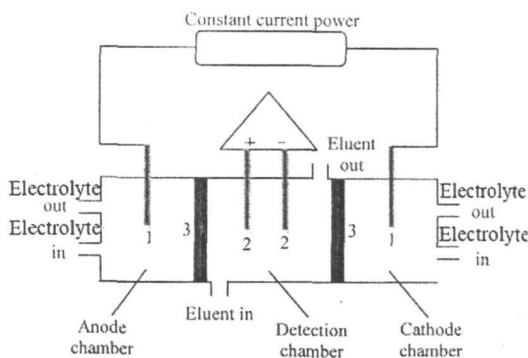 Constant current power
+ −
Eluent
out
Electrolyte
out
Electrolyte
in
1
3
2
2
3
1
Electrolyte
out
Electrolyte
in
Eluent in
Anode
chamber
Detection
chamber
Cathode
chamber